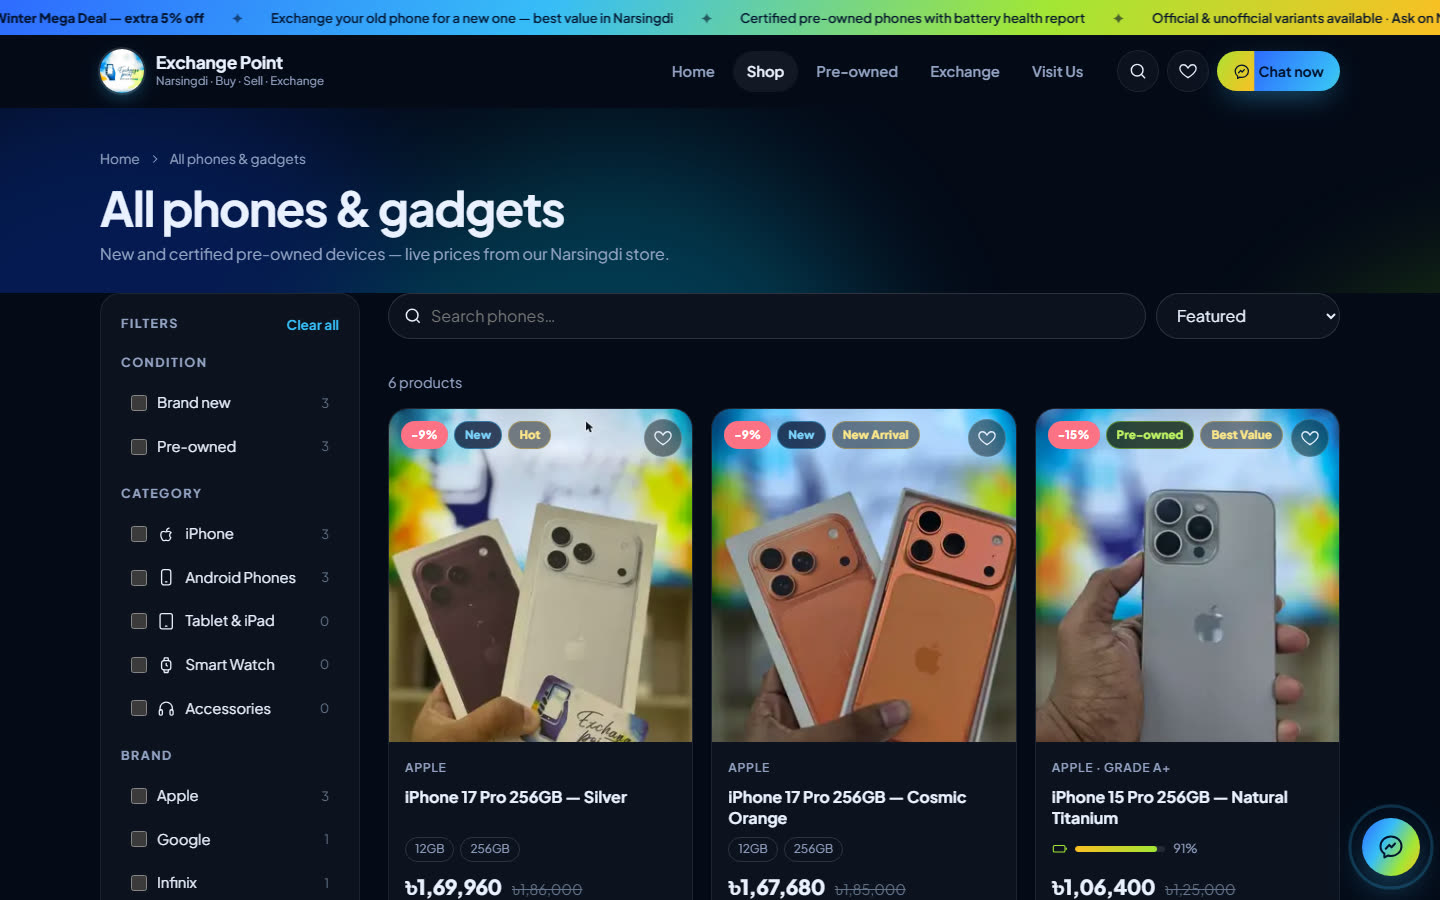 Winter Mega Deal — extra 5% off ✦ Exchange your old phone for a new one — best value in Narsingdi ✦ Certified pre-owned phones with battery health report ✦ Official & unofficial variants available · Ask on
Exchange Point
Narsingdi · Buy · Sell · Exchange
Home Shop Pre-owned Exchange Visit Us Chat now
Home > All phones & gadgets
All phones & gadgets
New and certified pre-owned devices — live prices from our Narsingdi store.
FILTERS Clear all
CONDITION
Brand new 3
Pre-owned 3
CATEGORY
iPhone 3
Android Phones 3
Tablet & iPad 0
Smart Watch 0
Accessories 0
BRAND
Apple 3
Google 1
Infinix 1
Search phones...
Featured
6 products
-9% New Hot
Exchange
point
APPLE
iPhone 17 Pro 256GB — Silver
12GB 256GB
৳1,69,960 ৳1,86,000
-9% New New Arrival
APPLE
iPhone 17 Pro 256GB — Cosmic
Orange
12GB 256GB
৳1,67,680 ৳1,85,000
-15% Pre-owned Best Value
APPLE · GRADE A+
iPhone 15 Pro 256GB — Natural
Titanium
91%
৳1,06,400 ৳1,25,000